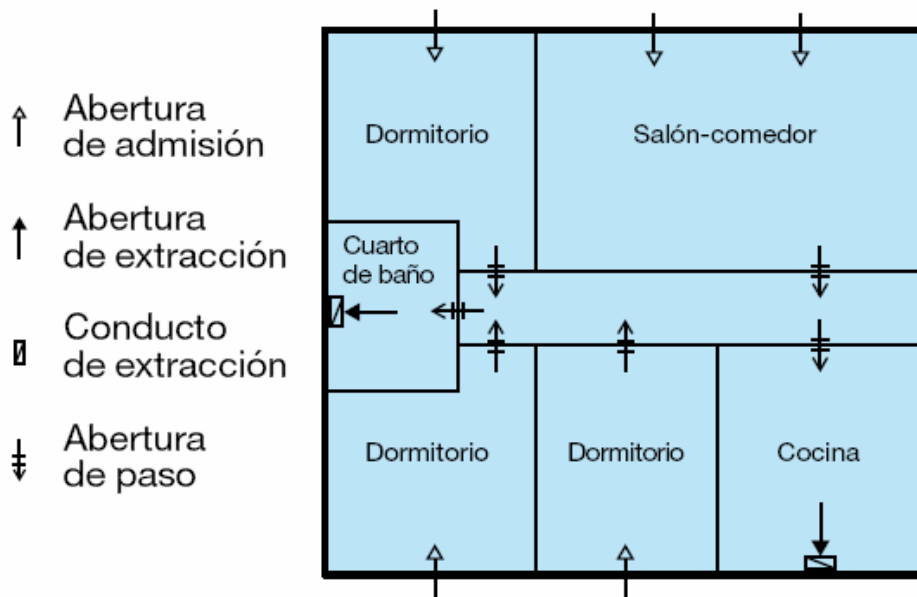 Abertura
de admisión
Abertura
de extracción
Conducto
de extracción
Abertura
de paso
Dormitorio
Salón-comedor
Cuarto
de baño
Dormitorio
Dormitorio
Cocina